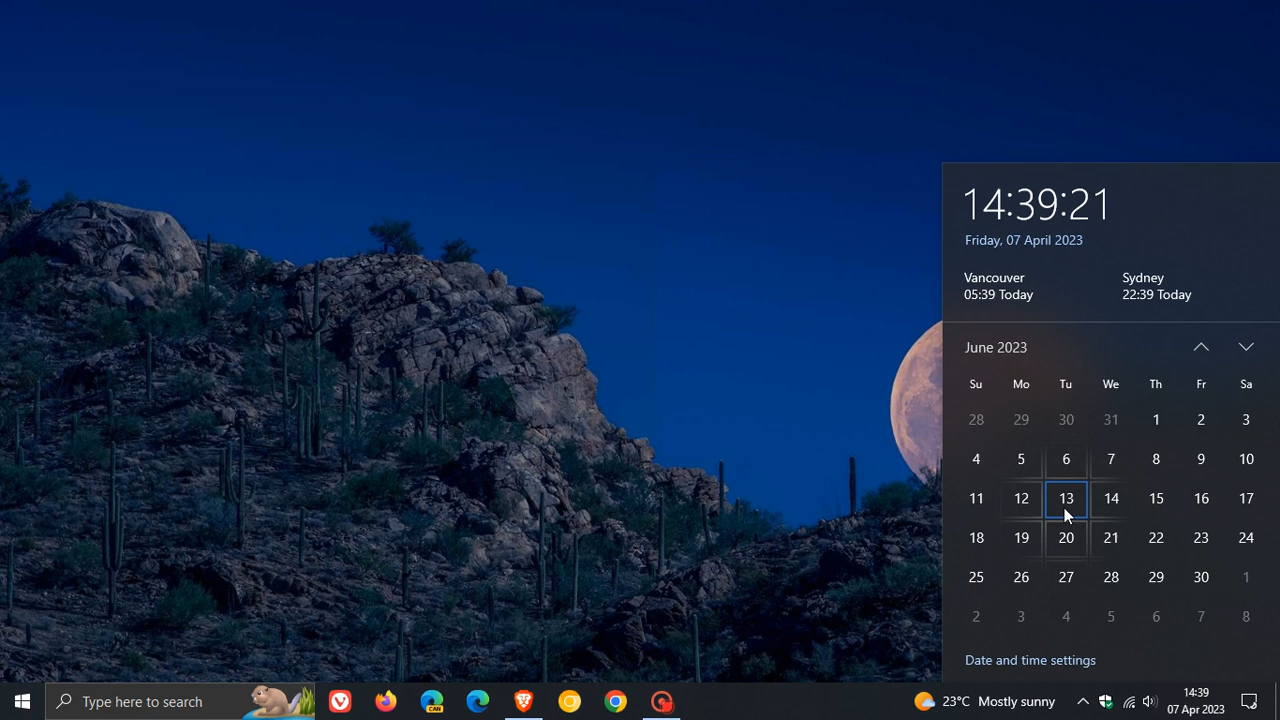 14:39:21
Friday, 07 April 2023
Vancouver Sydney
05:39 Today 22:39 Today
June 2023
Su Mo Tu We Th Fr Sa
28 29 30 31 1 2 3
4 5 6 7 8 9 10
11 12 13 14 15 16 17
18 19 20 21 22 23 24
25 26 27 28 29 30 1
2 3 4 5 6 7 8
Date and time settings
Type here to search
CAN
23°C Mostly sunny
14:39
07 Apr 2023